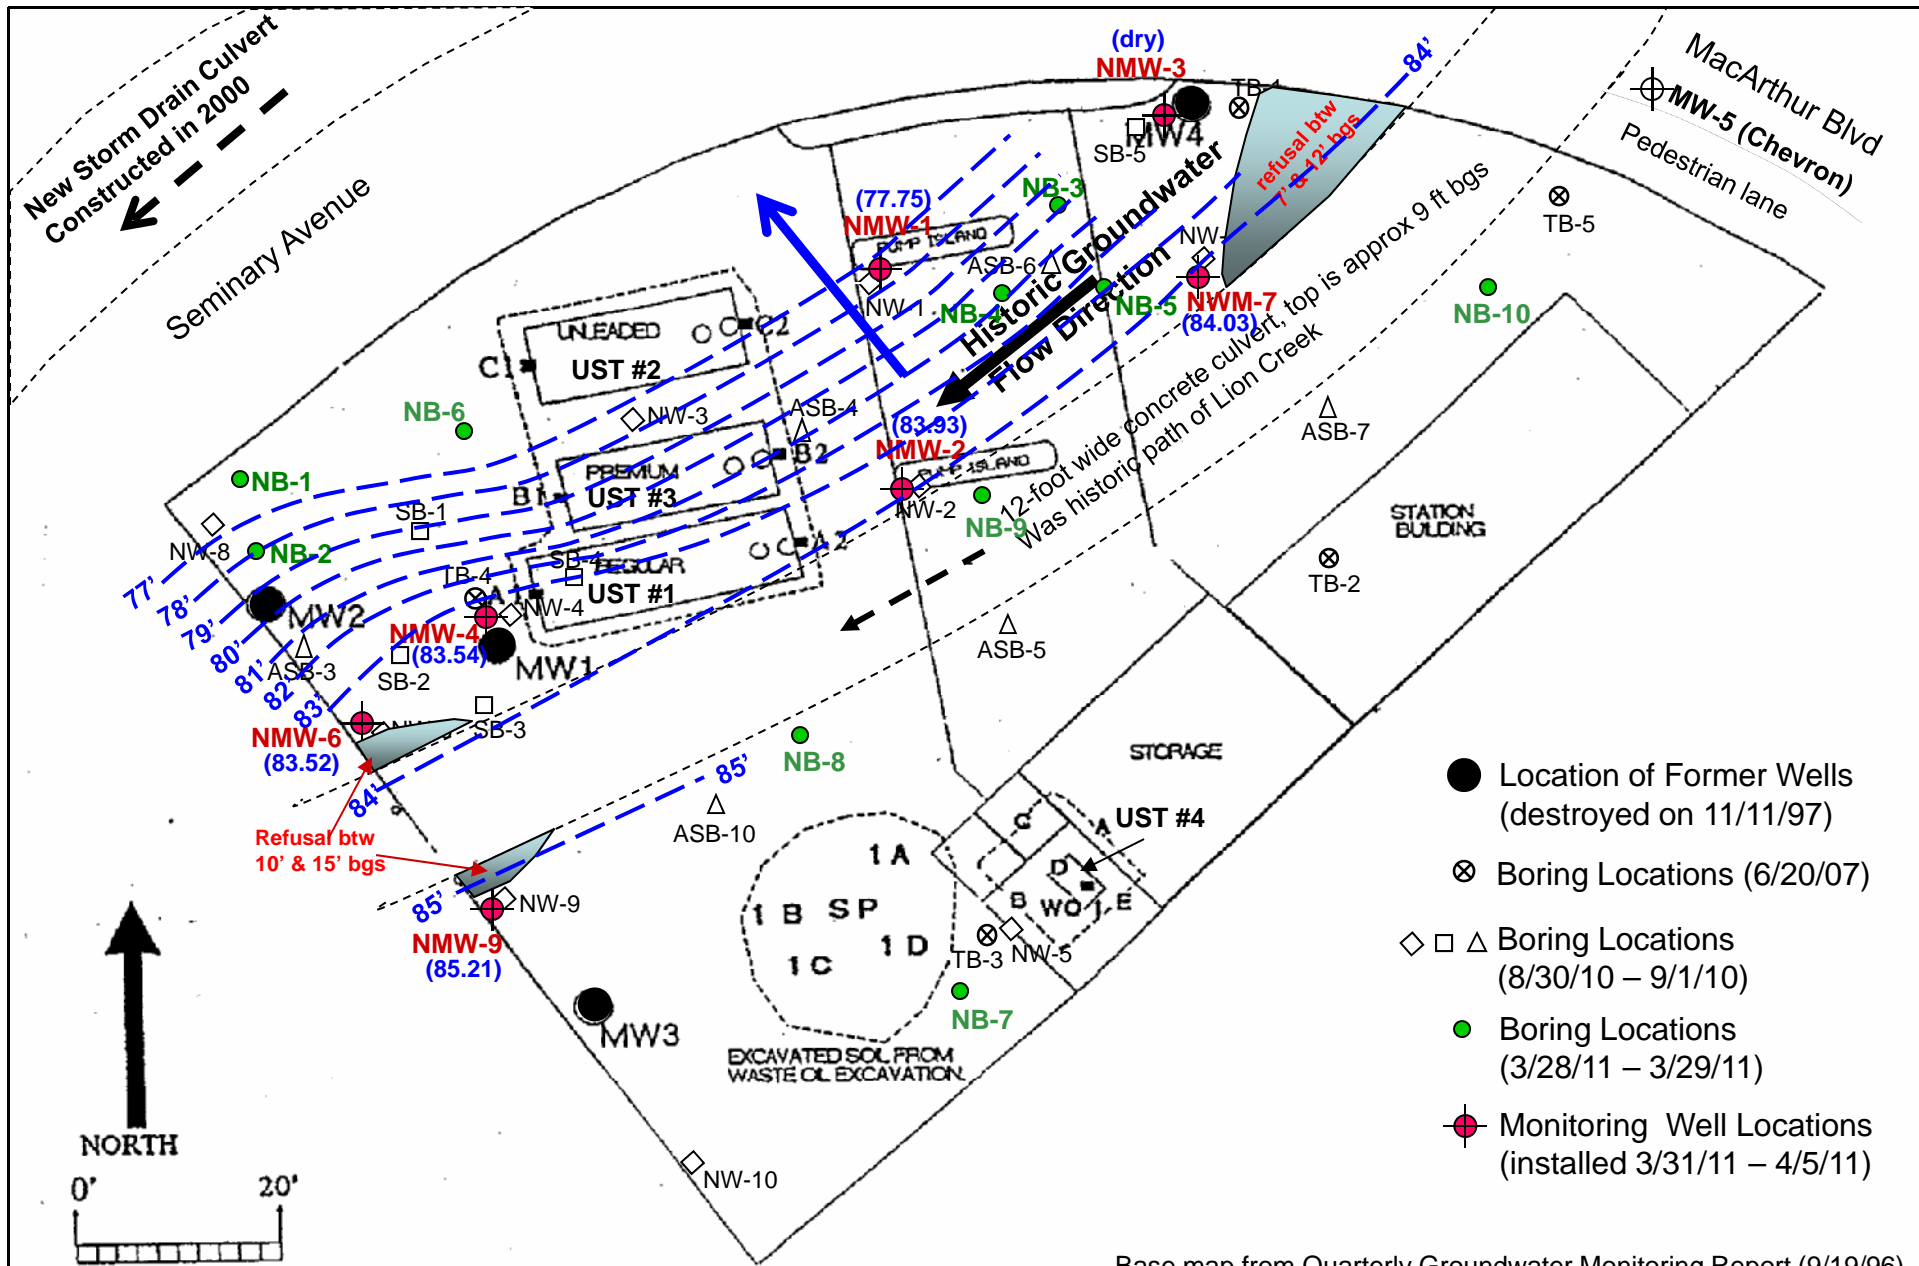 New Storm Drain Culvert
Constructed in 2000
Seminary Avenue
(dry)
NMW-3
TB-1
MW4
SB-5
refusal btw
7' & 12' bgs
84'
MacArthur Blvd
MW-5 (Chevron)
Pedestrian lane
TB-5
NB-10
(77.75)
NMW-1
PUMP ISLAND
NW-1
NB-3
ASB-6
NB-4
NB-5
Historic Groundwater
Flow Direction
NWM-7
(84.03)
12-foot wide concrete culvert, top is approx 9 ft bgs
Was historic path of Lion Creek
UNLEADED
UST #2
C1
C2
NW-3
NB-6
ASB-4
(83.93)
NMW-2
PUMP ISLAND
NW-2
NB-9
ASB-7
PREMIUM
UST #3
B1
B2
STATION
BUILDING
TB-2
NB-1
NW-8
NB-2
SB-1
TB-4
A1
NW-4
SB-4
REGULAR
UST #1
A2
MW2
ASB-3
NMW-4
(83.54)
MW1
SB-2
SB-3
ASB-5
77'
78'
79'
80'
81'
82'
83'
NMW-6
(83.52)
84'
Refusal btw
10' & 15' bgs
85'
NB-8
ASB-10
STORAGE
UST #4
C
A
D
B
WO
E
85'
NW-9
NMW-9
(85.21)
MW3
1A
1B
SP
1C
1D
TB-3
NW-5
NB-7
EXCAVATED SOIL FROM
WASTE OIL EXCAVATION.
NW-10
NORTH
0'
20'
Location of Former Wells
(destroyed on 11/11/97)
Boring Locations (6/20/07)
Boring Locations
(8/30/10 – 9/1/10)
Boring Locations
(3/28/11 – 3/29/11)
Monitoring Well Locations
(installed 3/31/11 – 4/5/11)
Base map from Quarterly Groundwater Monitoring Report (9/19/96)